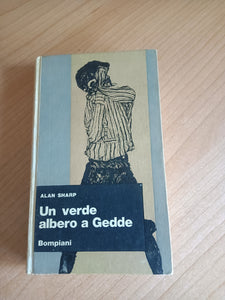 ALAN SHARP
Un verde
albero a Gedde
Bompiani